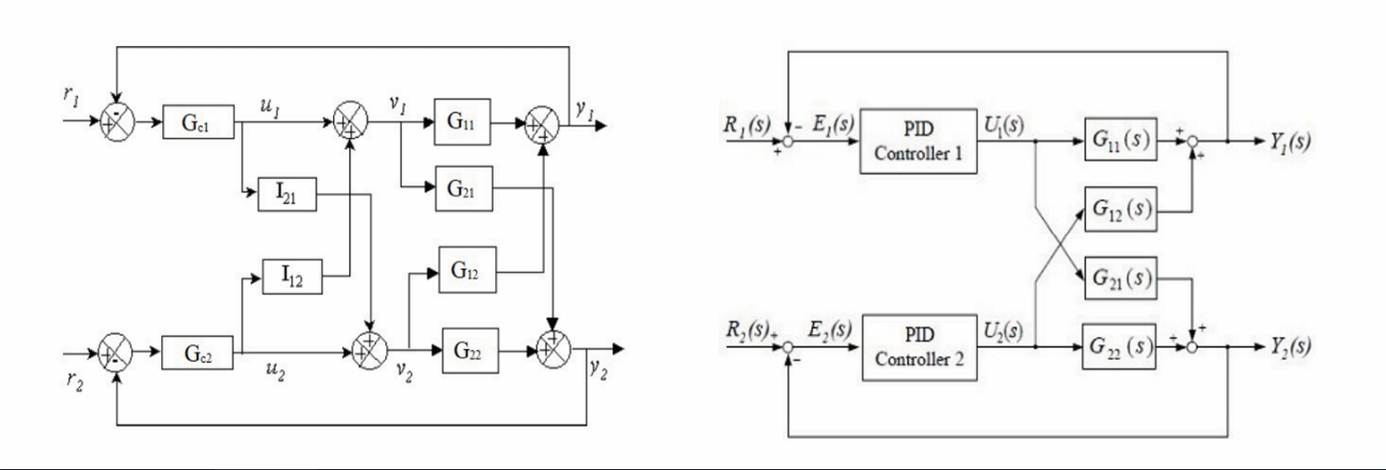 r1
-
Gc1
u1
+
+
v1
G11
+
+
y1
I21
G21
I12
G12
r2
-
Gc2
u2
+
+
v2
G22
+
+
y2
R1(s)
+
-
E1(s)
PID
Controller 1
U1(s)
G11(s)
+
+
Y1(s)
G12(s)
G21(s)
R2(s)
+
-
E2(s)
PID
Controller 2
U2(s)
G22(s)
+
+
Y2(s)